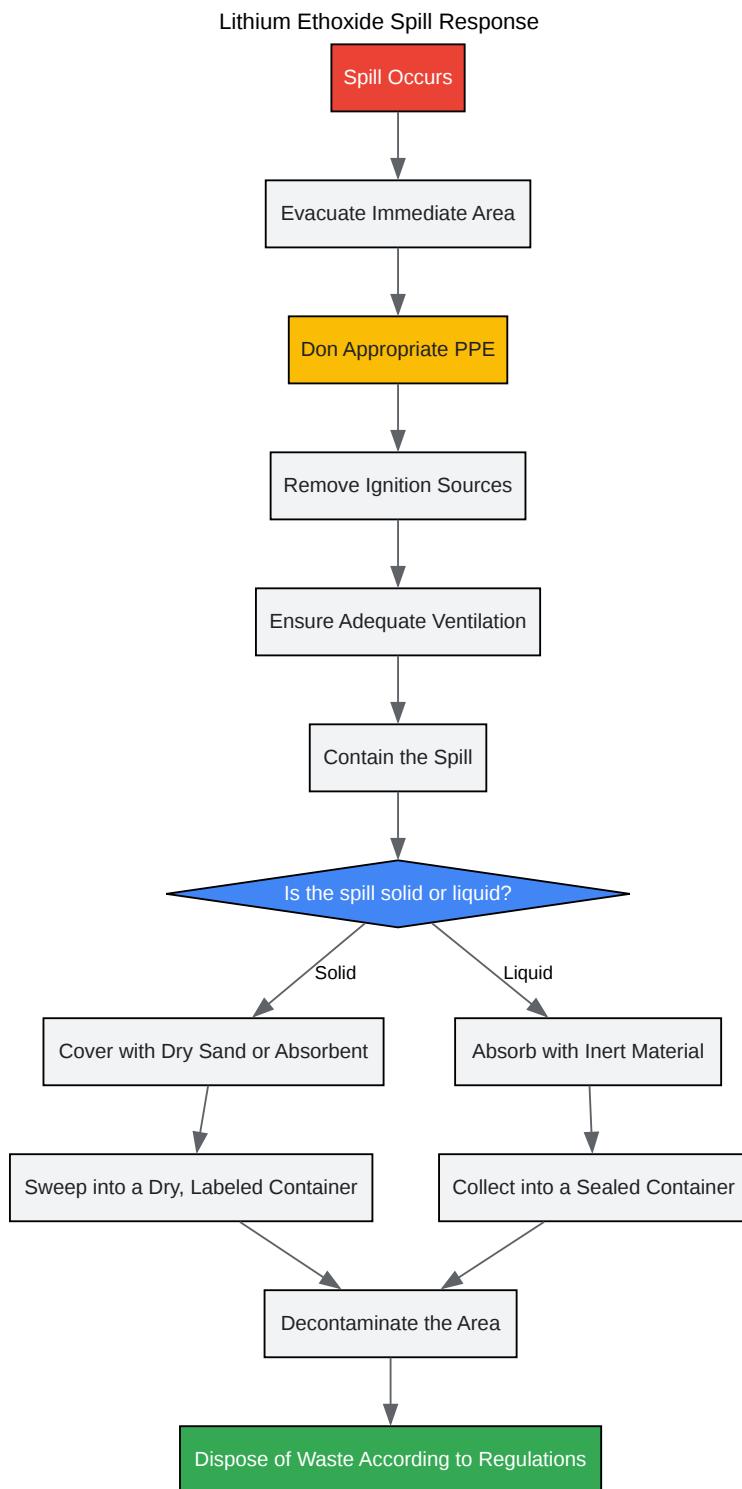 Lithium Ethoxide Spill Response
Spill Occurs
Evacuate Immediate Area
Don Appropriate PPE
Remove Ignition Sources
Ensure Adequate Ventilation
Contain the Spill
Is the spill solid or liquid?
Solid
Liquid
Cover with Dry Sand or Absorbent
Absorb with Inert Material
Sweep into a Dry, Labeled Container
Collect into a Sealed Container
Decontaminate the Area
Dispose of Waste According to Regulations